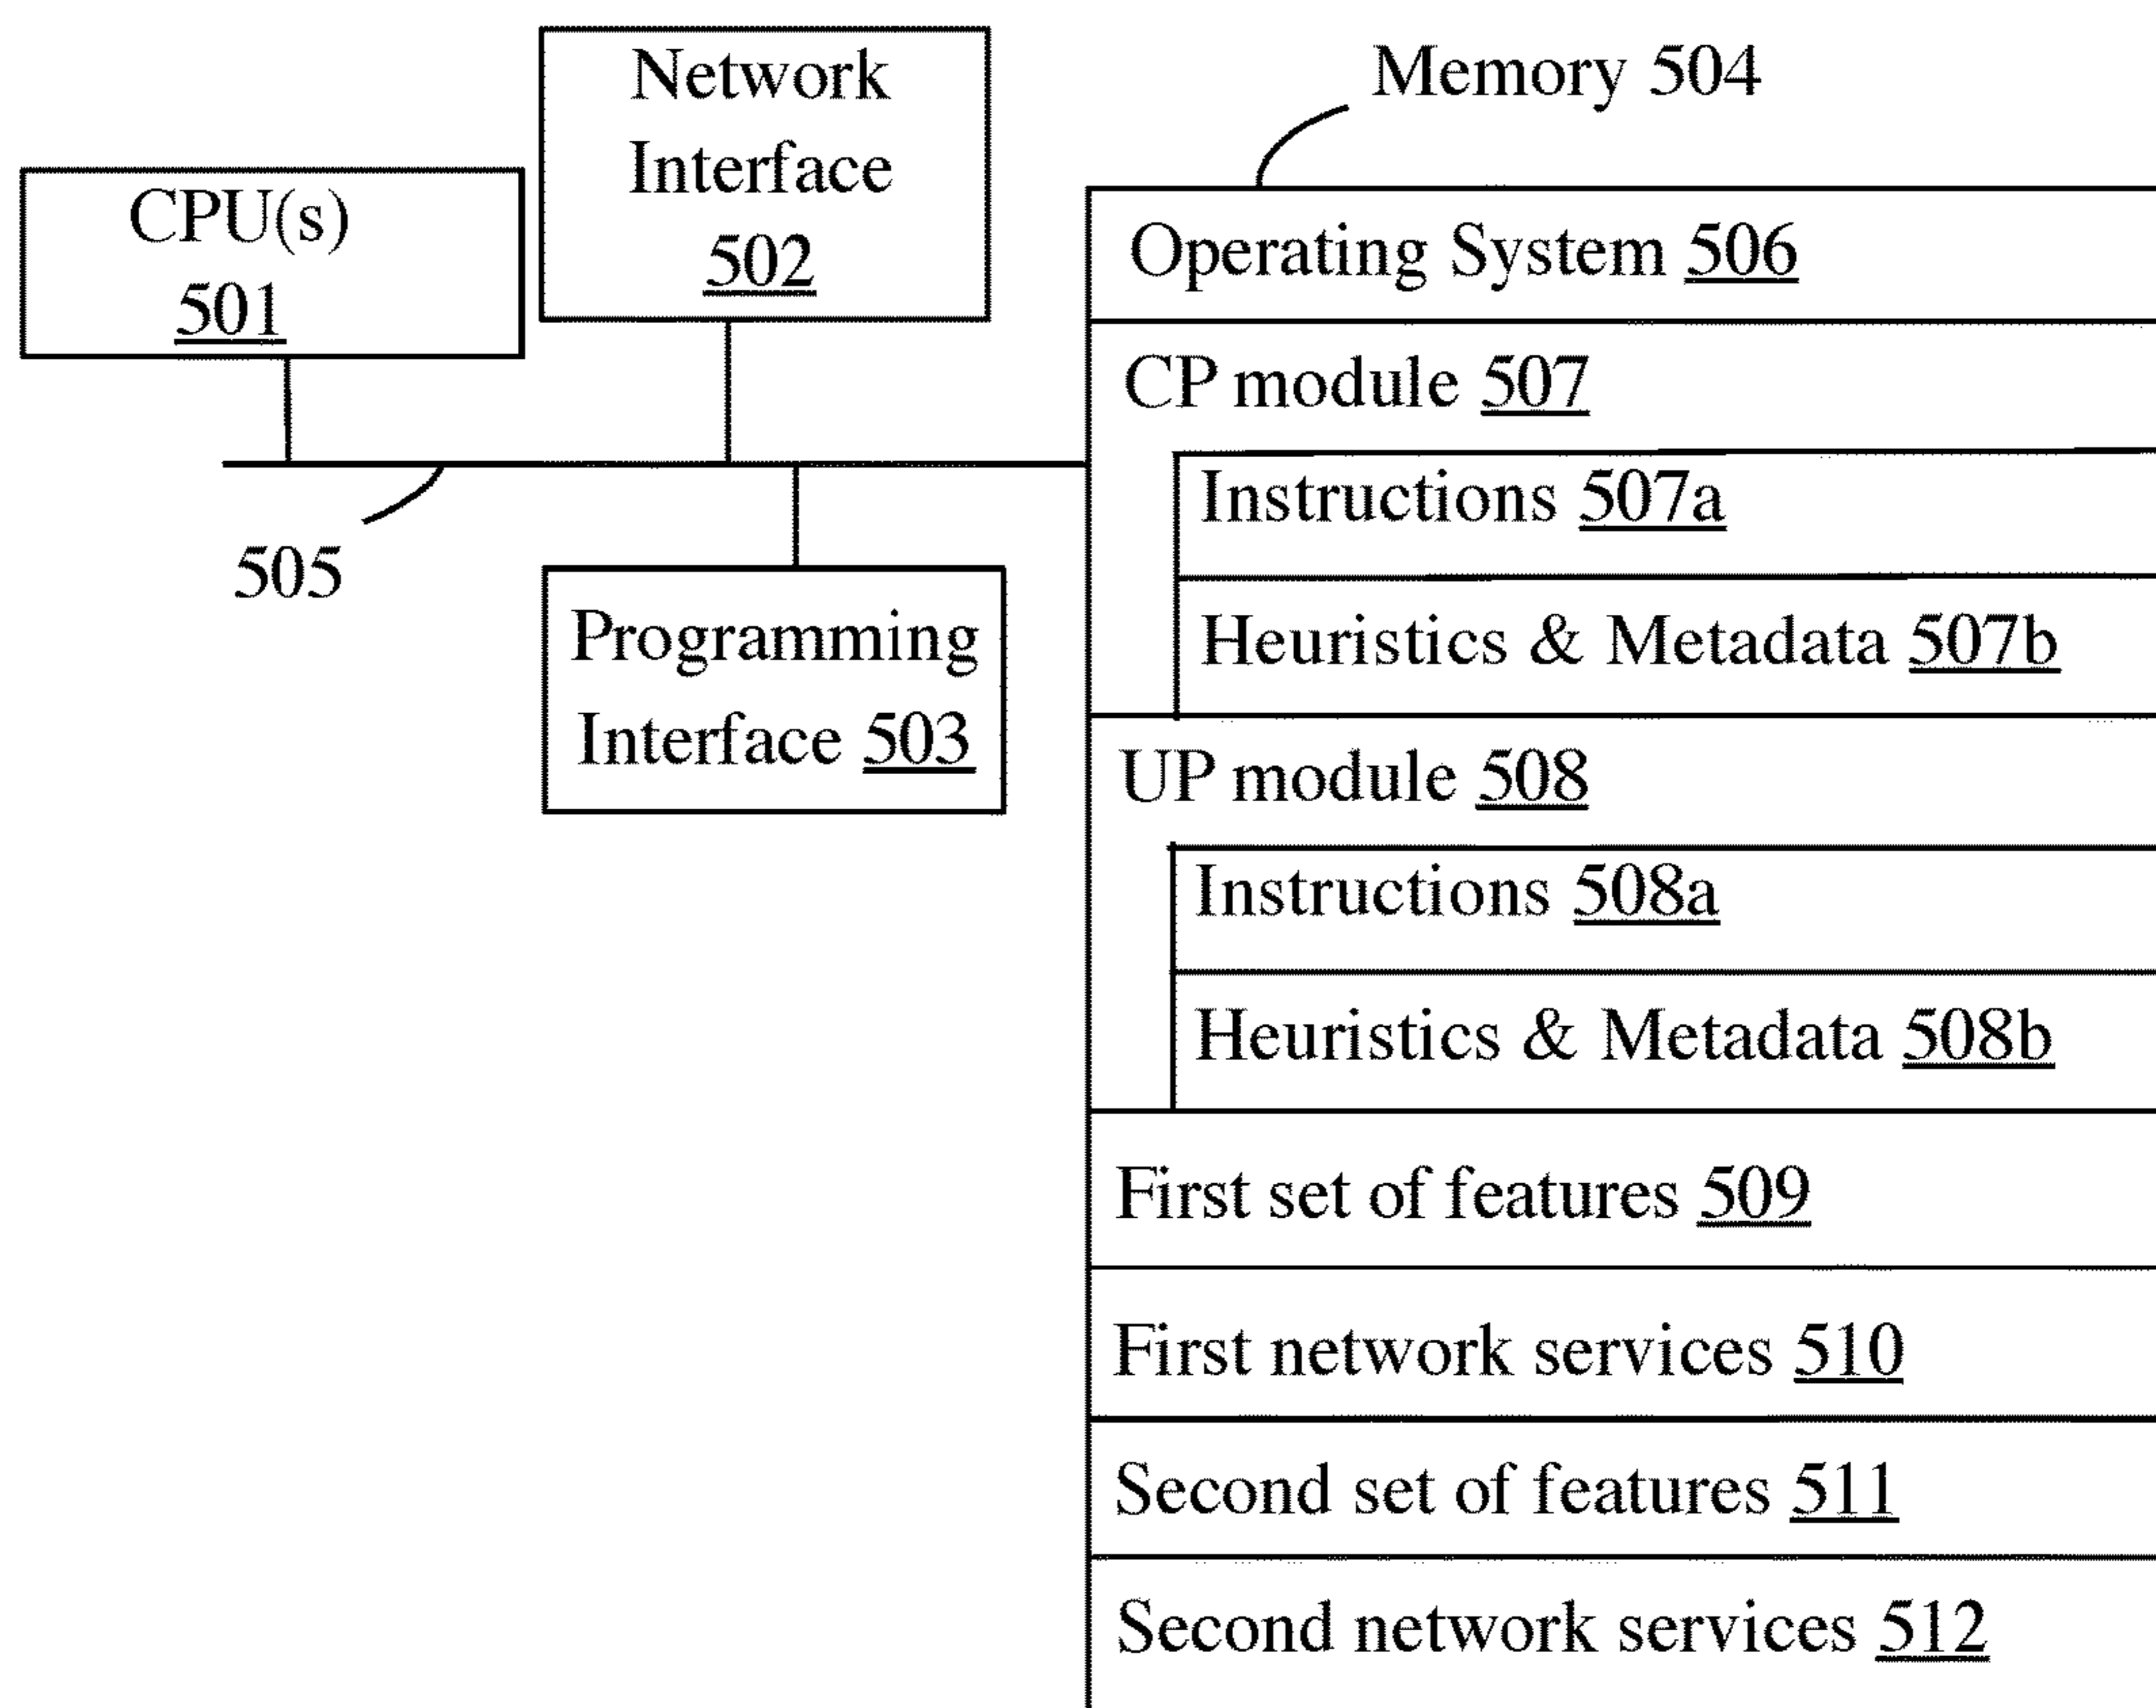 CPU(s)
501
Network
Interface
502
505
Programming
Interface 503
Memory 504
Operating System 506
CP module 507
Instructions 507a
Heuristics & Metadata 507b
UP module 508
Instructions 508a
Heuristics & Metadata 508b
First set of features 509
First network services 510
Second set of features 511
Second network services 512